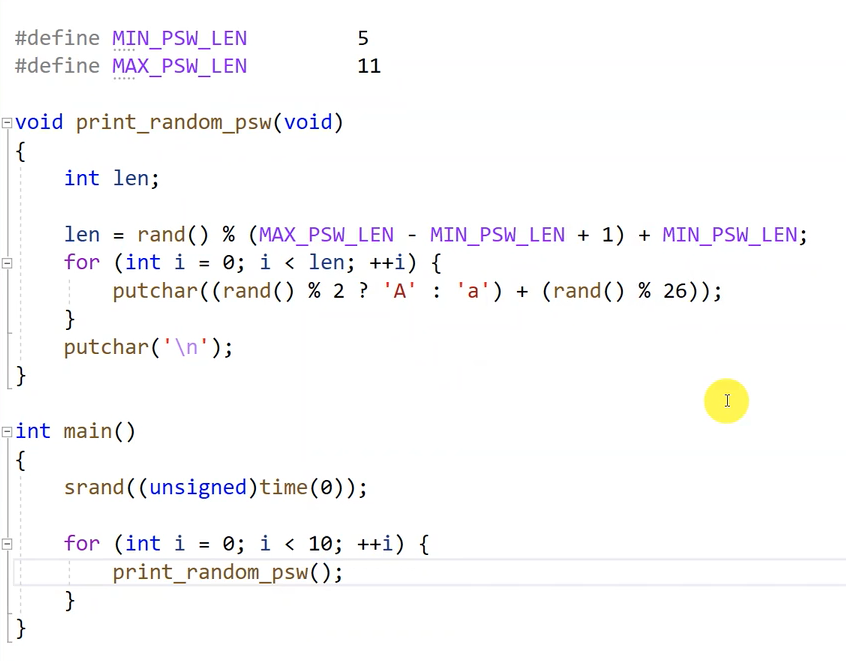 #define MIN_PSW_LEN         5
#define MAX_PSW_LEN         11
void print_random_psw(void)
{
    int len;
    len = rand() % (MAX_PSW_LEN - MIN_PSW_LEN + 1) + MIN_PSW_LEN;
    for (int i = 0; i < len; ++i) {
        putchar((rand() % 2 ? 'A' : 'a') + (rand() % 26));
    }
    putchar('\n');
}
int main()
{
    srand((unsigned)time(0));
    for (int i = 0; i < 10; ++i) {
        print_random_psw();
    }
}